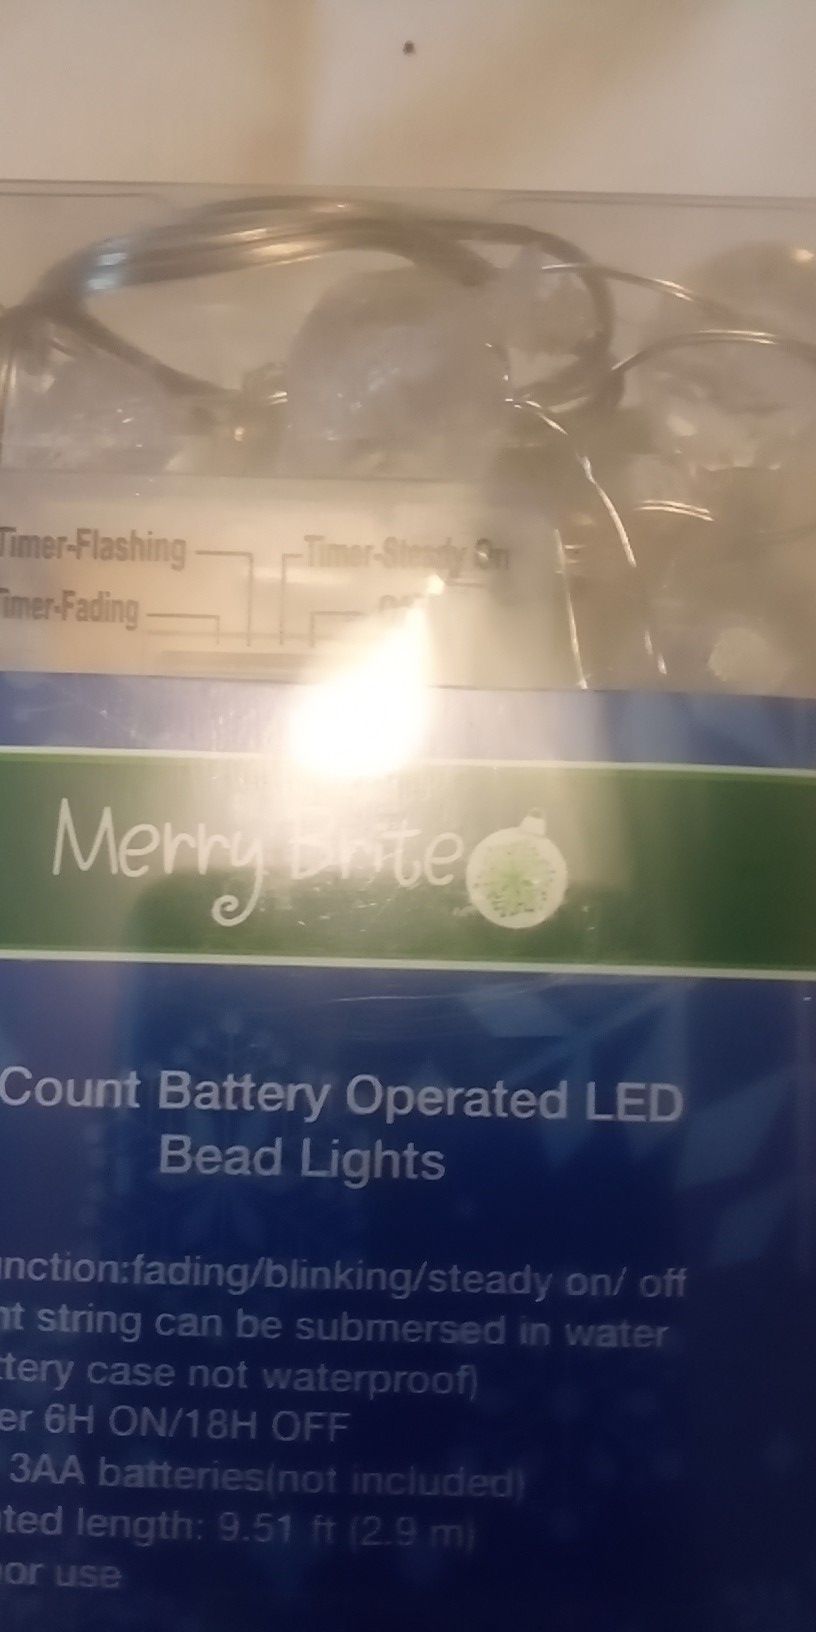 Timer-Flashing
Timer-Steady On
Timer-Fading
Merry Brite
Count Battery Operated LED
Bead Lights
nction:fading/blinking/steady on/ off
nt string can be submersed in water
ttery case not waterproof)
er 6H ON/18H OFF
3AA batteries(not included)
ted length: 9.51 ft (2.9 m)
or use